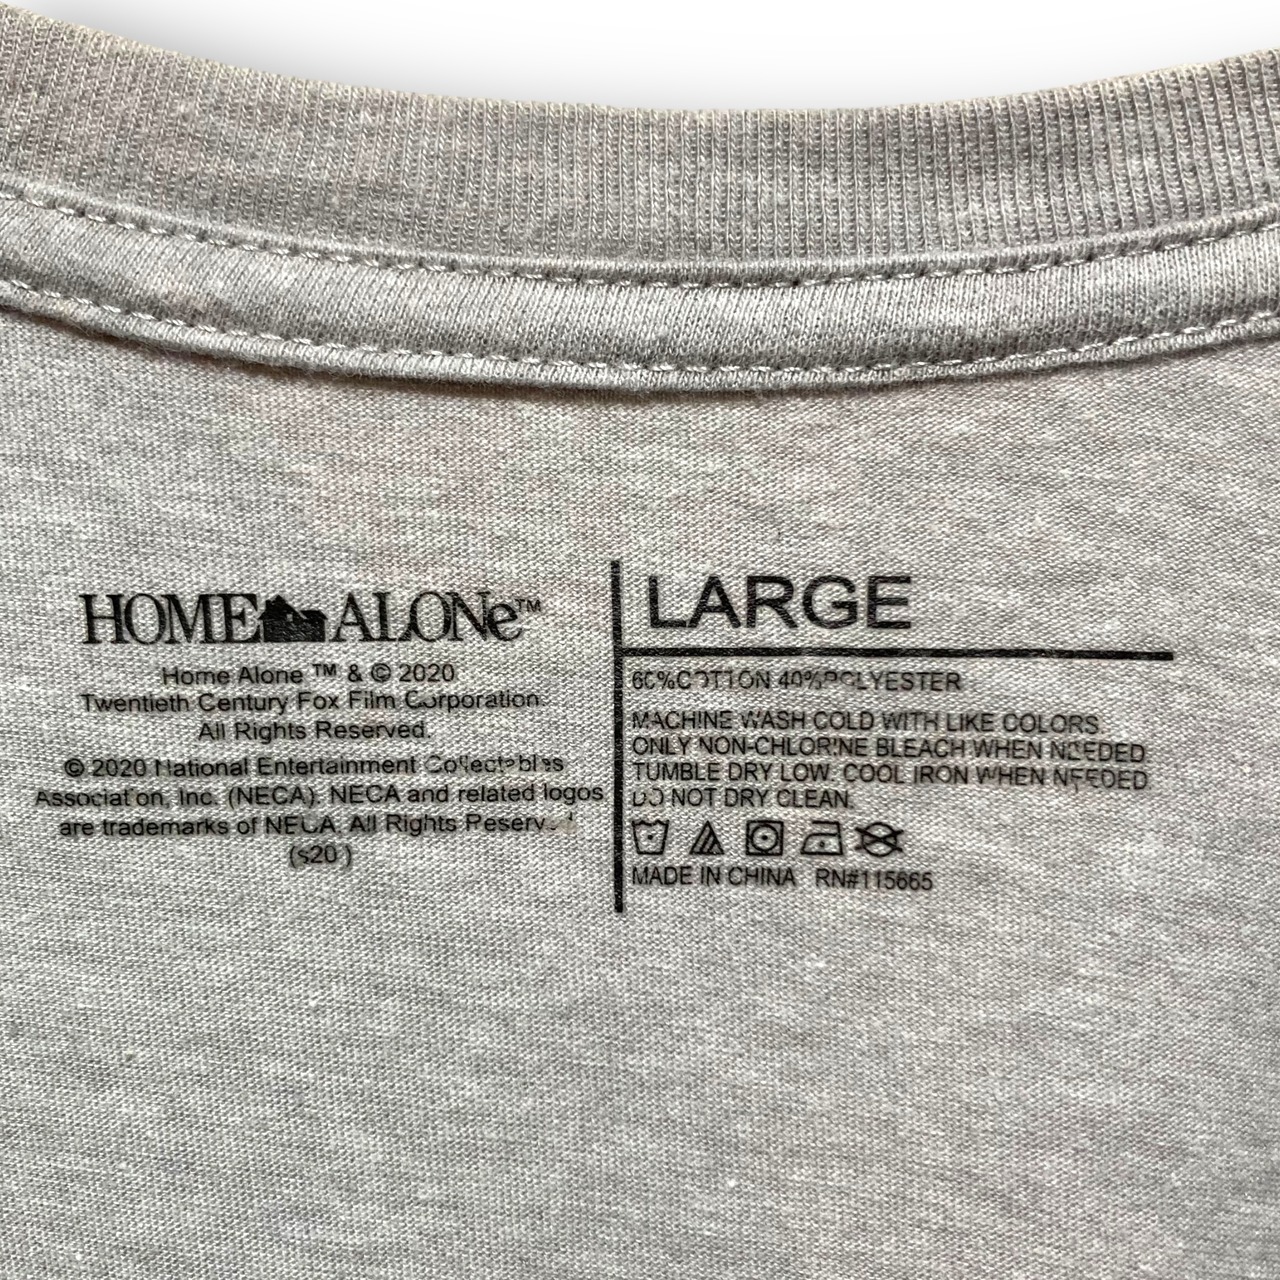 HOME ALONe™
Home Alone ™ & © 2020
Twentieth Century Fox Film Corporation.
All Rights Reserved.
© 2020 National Entertainment Collectables
Association, Inc. (NECA). NECA and related logos
are trademarks of NECA. All Rights Reserved
(s20 )
LARGE
60%COTTON 40%POLYESTER
MACHINE WASH COLD WITH LIKE COLORS.
ONLY NON-CHLORINE BLEACH WHEN NEEDED.
TUMBLE DRY LOW. COOL IRON WHEN NEEDED.
DO NOT DRY CLEAN.
MADE IN CHINA RN#115665